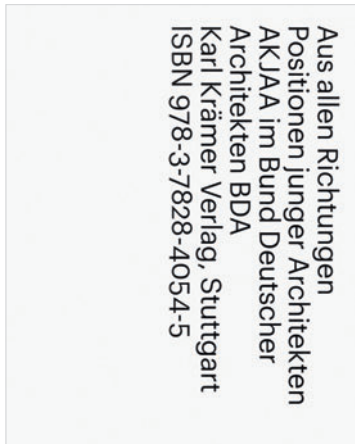 Aus allen Richtungen
Positionen junger Architekten
AKJAA im Bund Deutscher
Architekten BDA
Karl Krämer Verlag, Stuttgart
ISBN 978-3-7828-4054-5